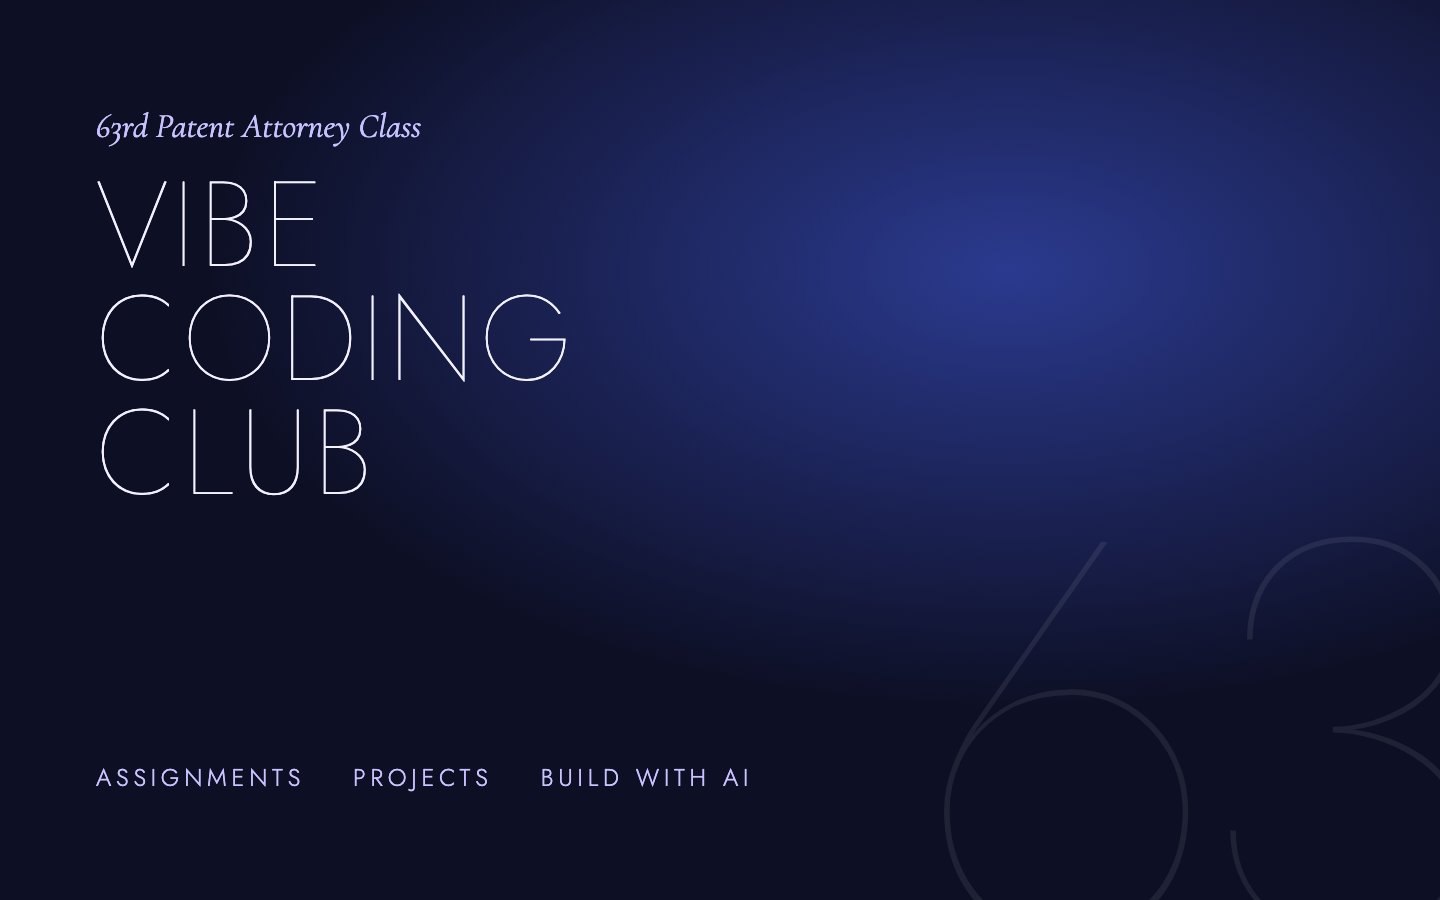 63rd Patent Attorney Class
VIBE
CODING
CLUB
ASSIGNMENTS PROJECTS BUILD WITH AI
63